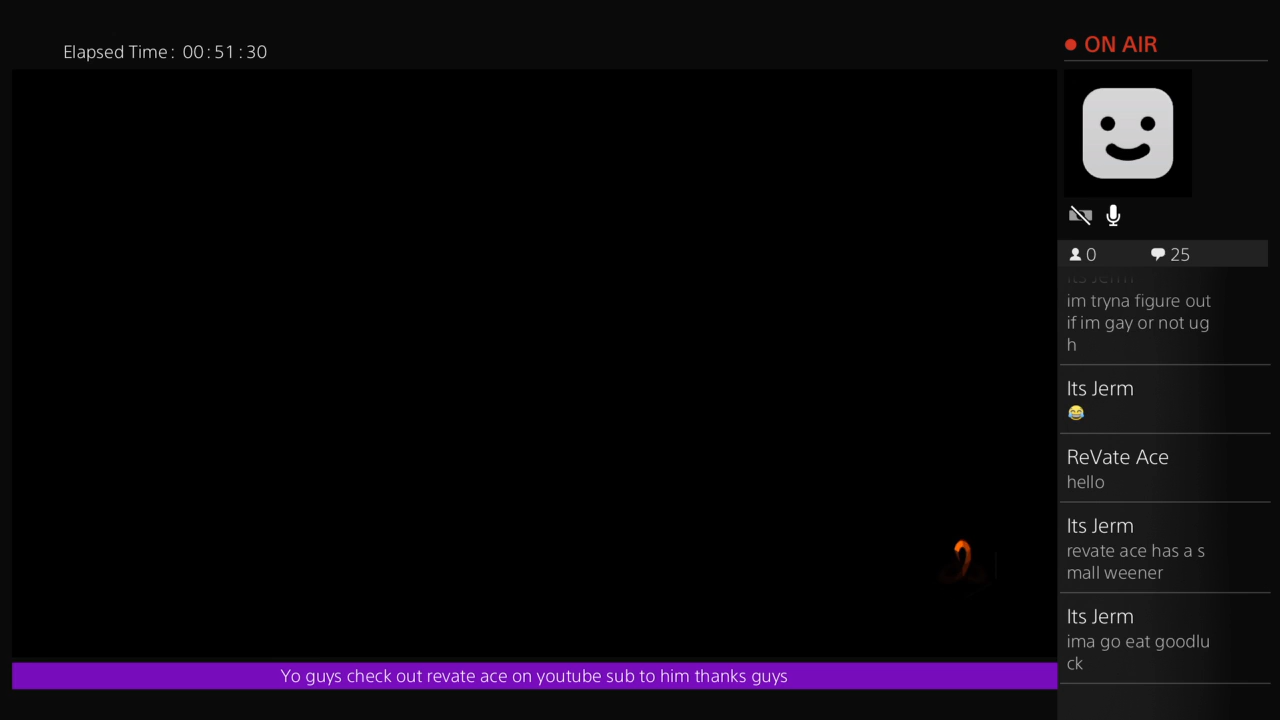 Elapsed Time: 00:51:30
ON AIR
0
25
Its Jerm
im tryna figure out
if im gay or not ug
h
Its Jerm
😂
ReVate Ace
hello
Its Jerm
revate ace has a s
mall weener
Its Jerm
ima go eat goodlu
ck
Yo guys check out revate ace on youtube sub to him thanks guys